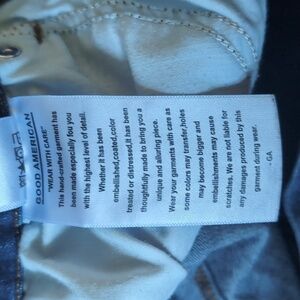 GOOD AMERICAN
"WEAR WITH CARE"
This hand-crafted garment has
been made especially fou you
with the highest level of detail.
Whether it has been
embellished,coated,color
treated or distressed,it has been
thoughtfully made to bring you a
unique and alluring piece.
Wear your garments with care as
some colors may transfer,holes
may become bigger and
embellishments may cause
scratches. We are not liable for
any damages produced by this
garment during wear.
-GA